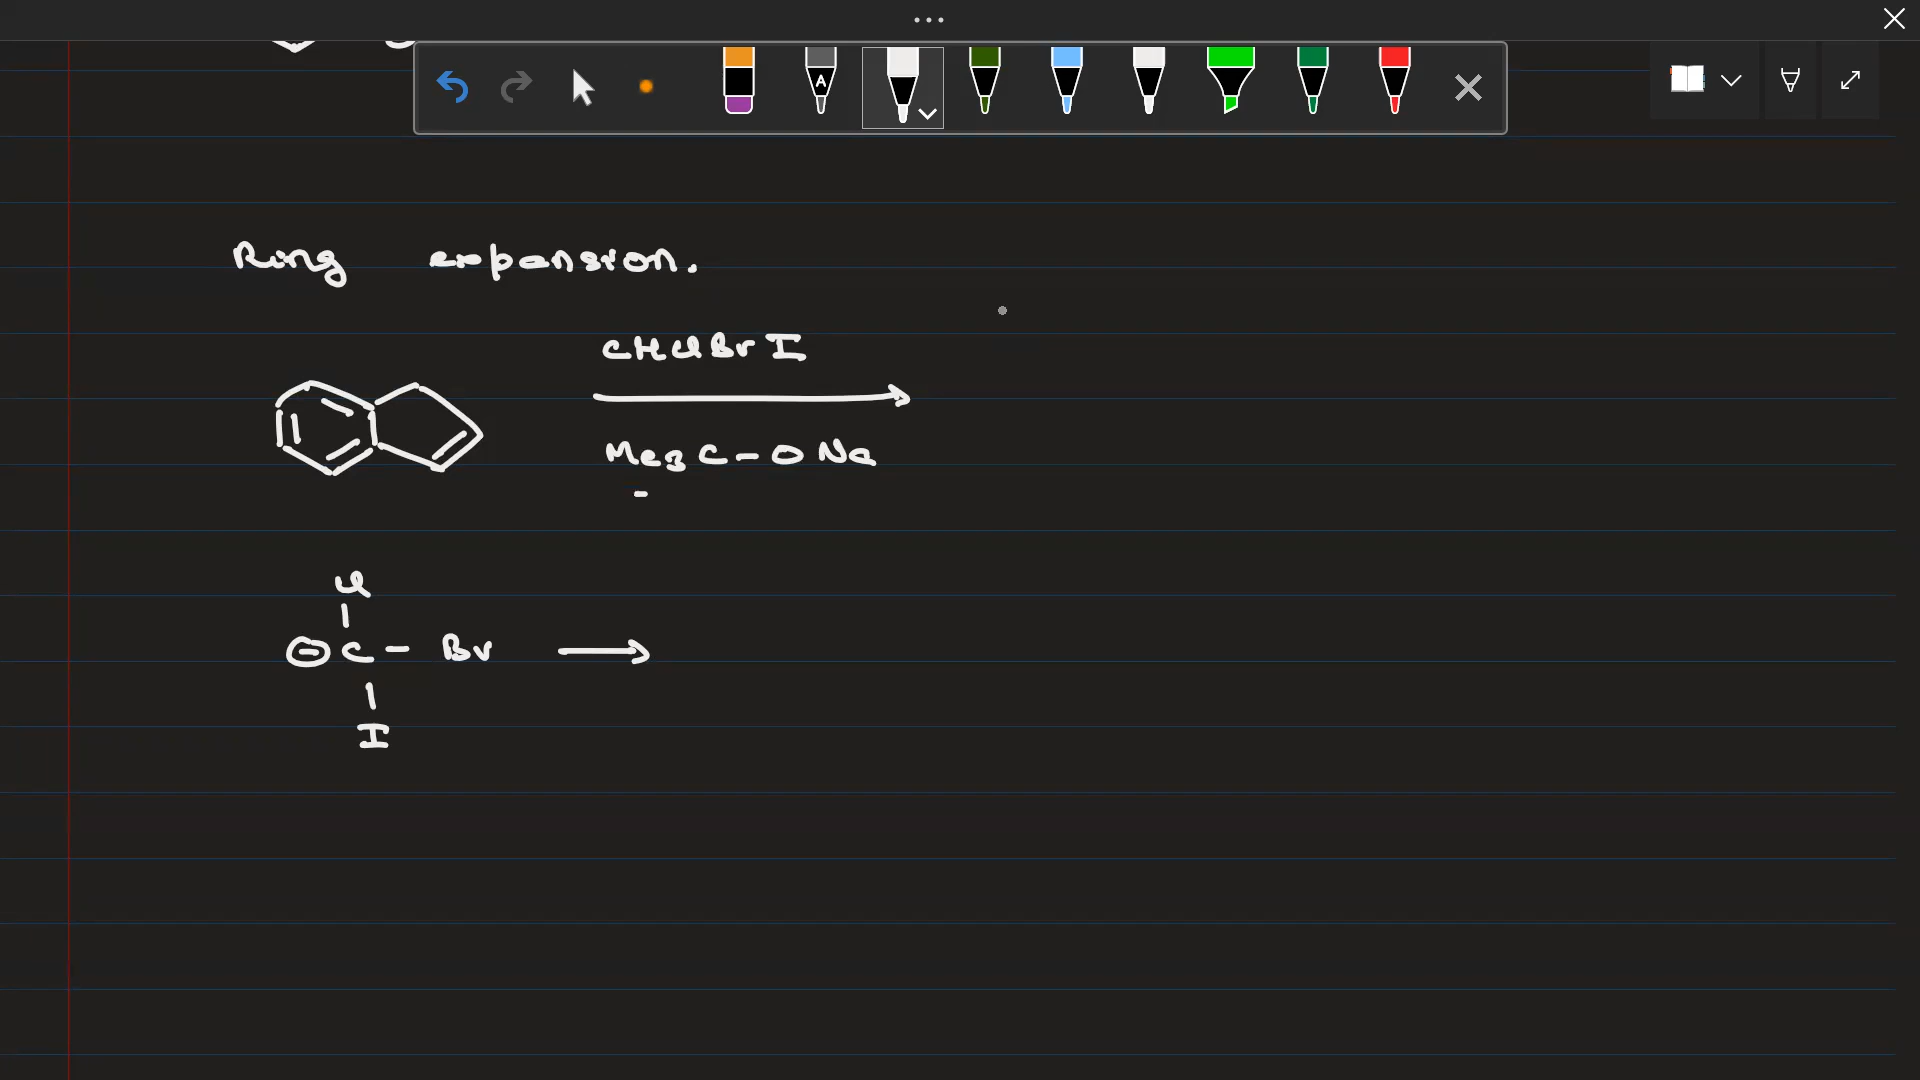 Ring expansion.
CHClBrI
Me3C-ONa
Cl
⊖ C - Br
I